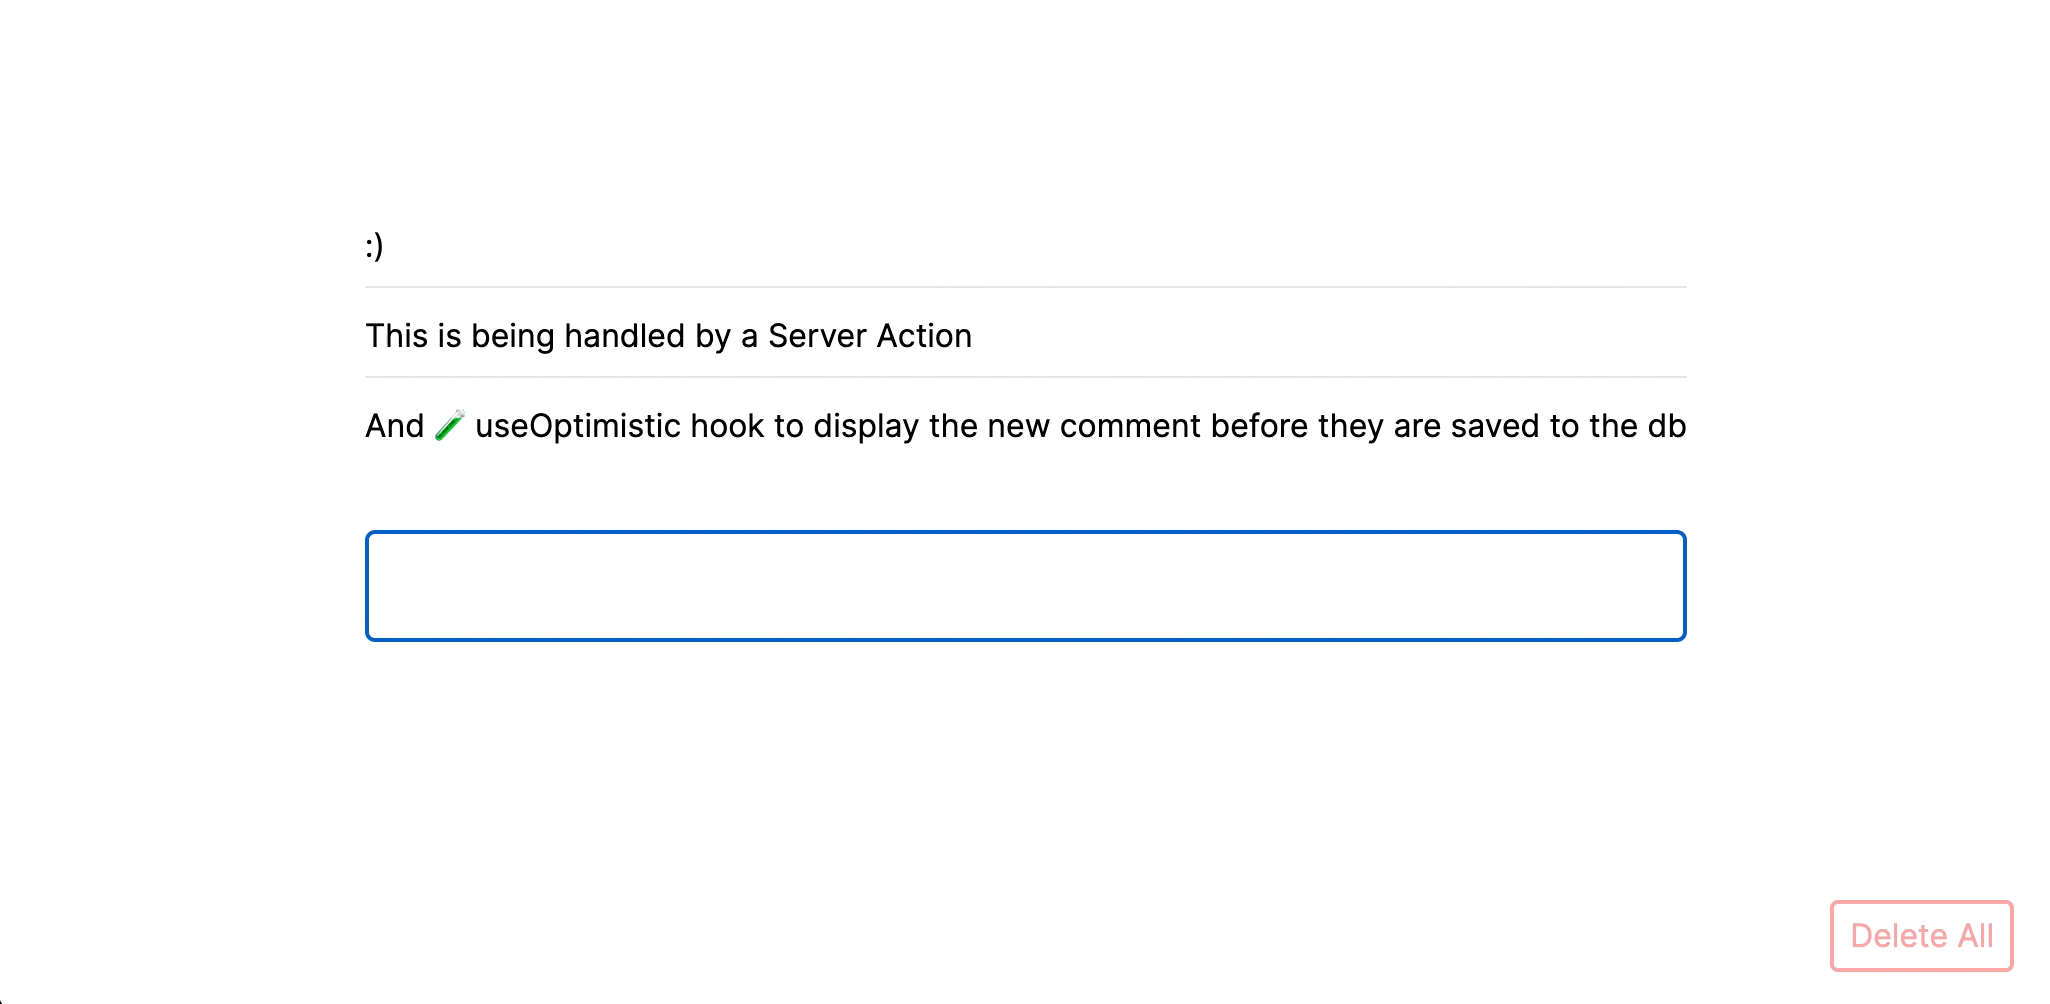 :)
This is being handled by a Server Action
And 🧪 useOptimistic hook to display the new comment before they are saved to the db
Delete All